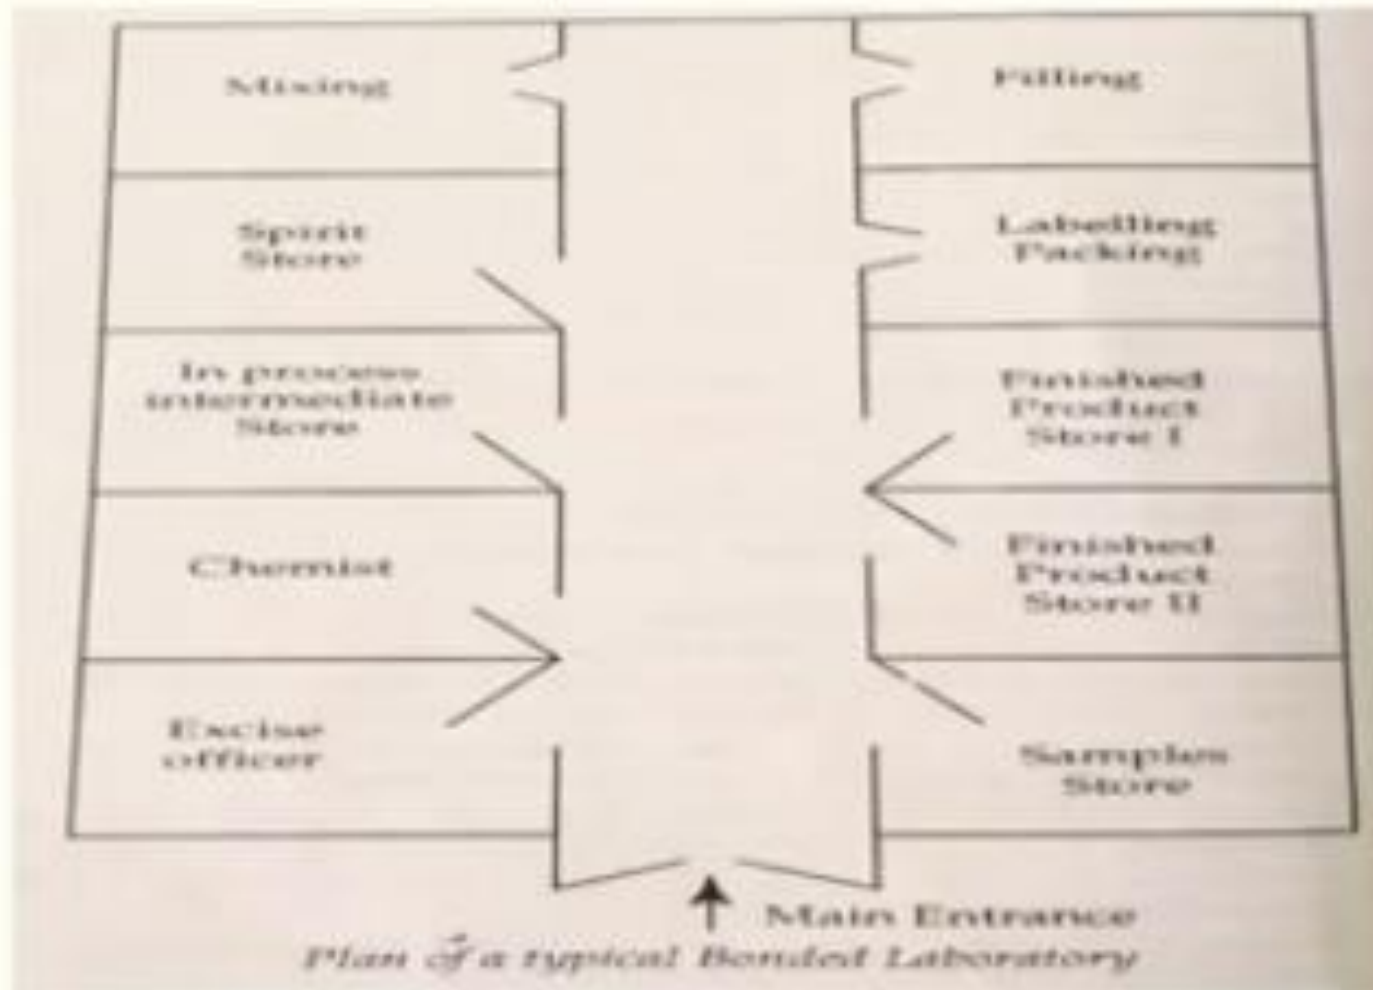 Mixing
Spirit
Store
In process
intermediate
Store
Chemist
Excise
officer
Filling
Labelling
Packing
Finished
Product
Store I
Finished
Product
Store II
Samples
Store
Main Entrance
Plan of a typical Bonded Laboratory